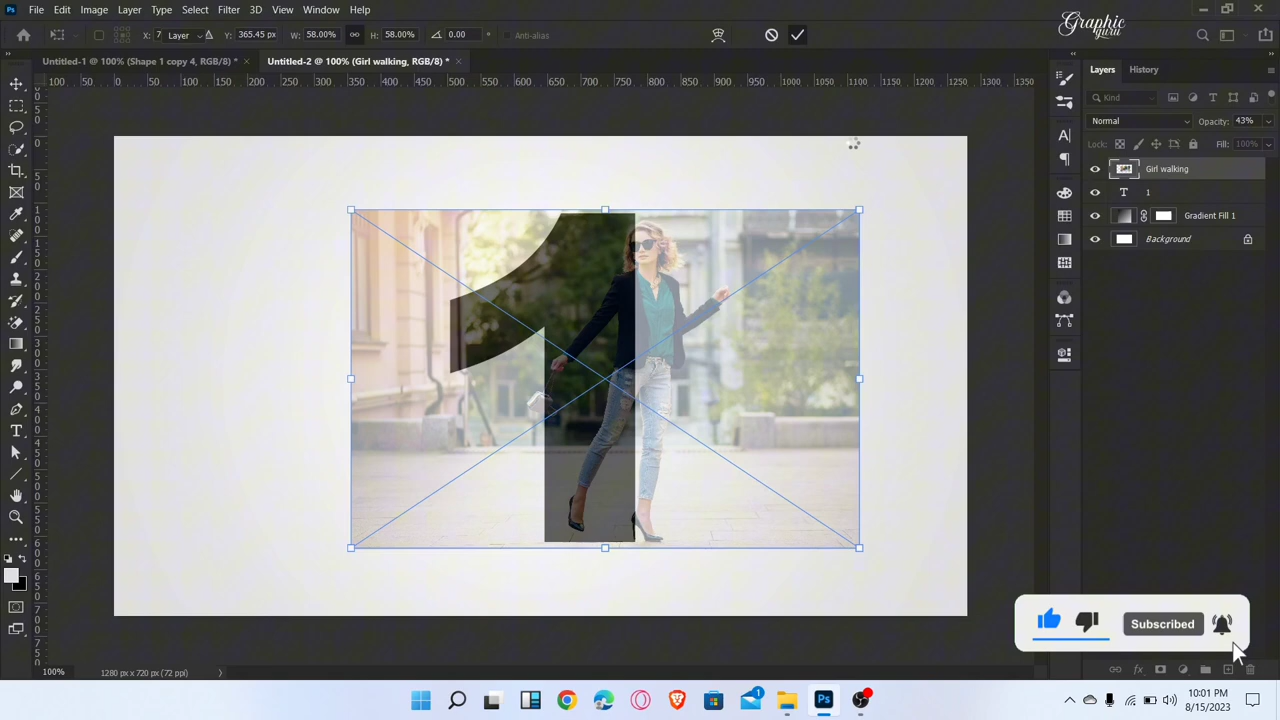 Ps File Edit Image Layer Type Select Filter 3D View Window Help
Graphic guru
X: 7 Layer Y: 365.45 px W: 58.00% H: 58.00% 0.00 ° Anti-alias
Untitled-1 @ 100% (Shape 1 copy 4, RGB/8) * × Untitled-2 @ 100% (Girl walking, RGB/8) * ×
Layers History
100 50 0 50 100 150 200 250 300 350 400 450 500 550 600 650 700 750 800 850 900 950 1000 1050 1100 1150 1200 1250 1300 1350
Kind
Normal Opacity: 43%
Lock: Fill: 100%
Girl walking
T 1
Gradient Fill 1
Background
1
Subscribed
100% 1280 px x 720 px (72 ppi)
1
Ps
10:01 PM
8/15/2023